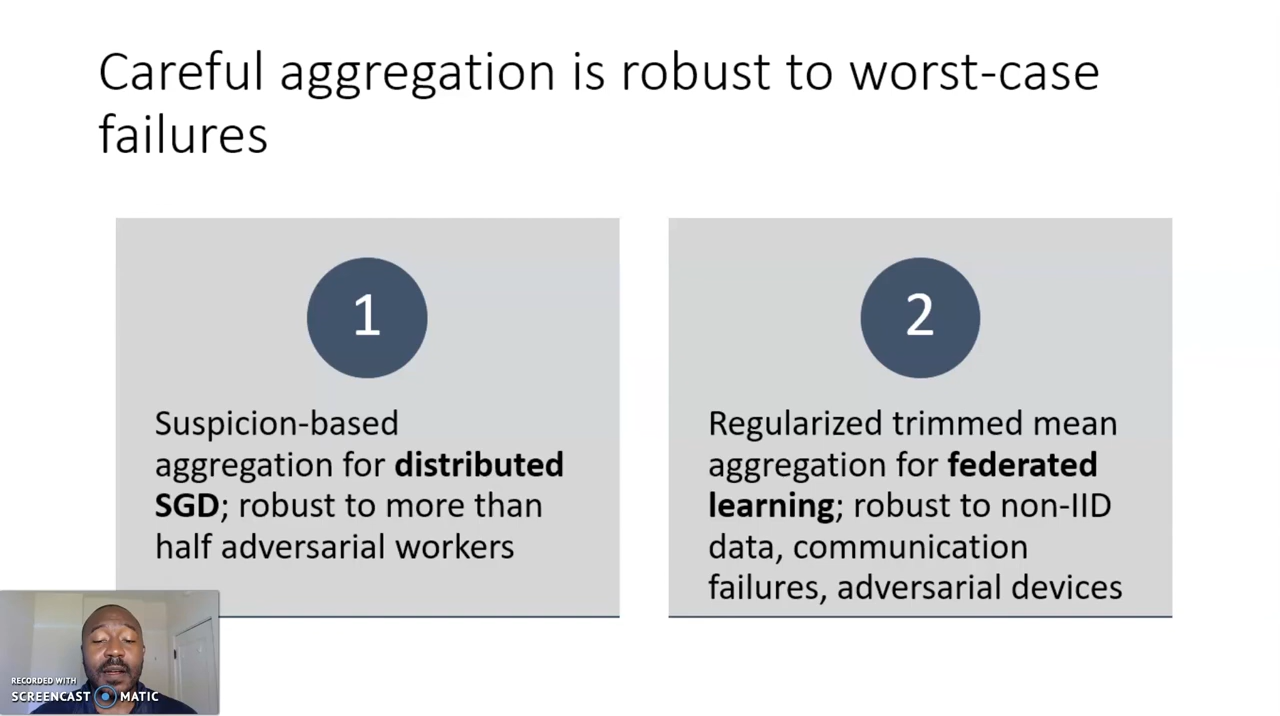 Careful aggregation is robust to worst-case
failures
1
Suspicion-based
aggregation for distributed
SGD; robust to more than
half adversarial workers
2
Regularized trimmed mean
aggregation for federated
learning; robust to non-IID
data, communication
failures, adversarial devices
RECORDED WITH
SCREENCAST MATIC